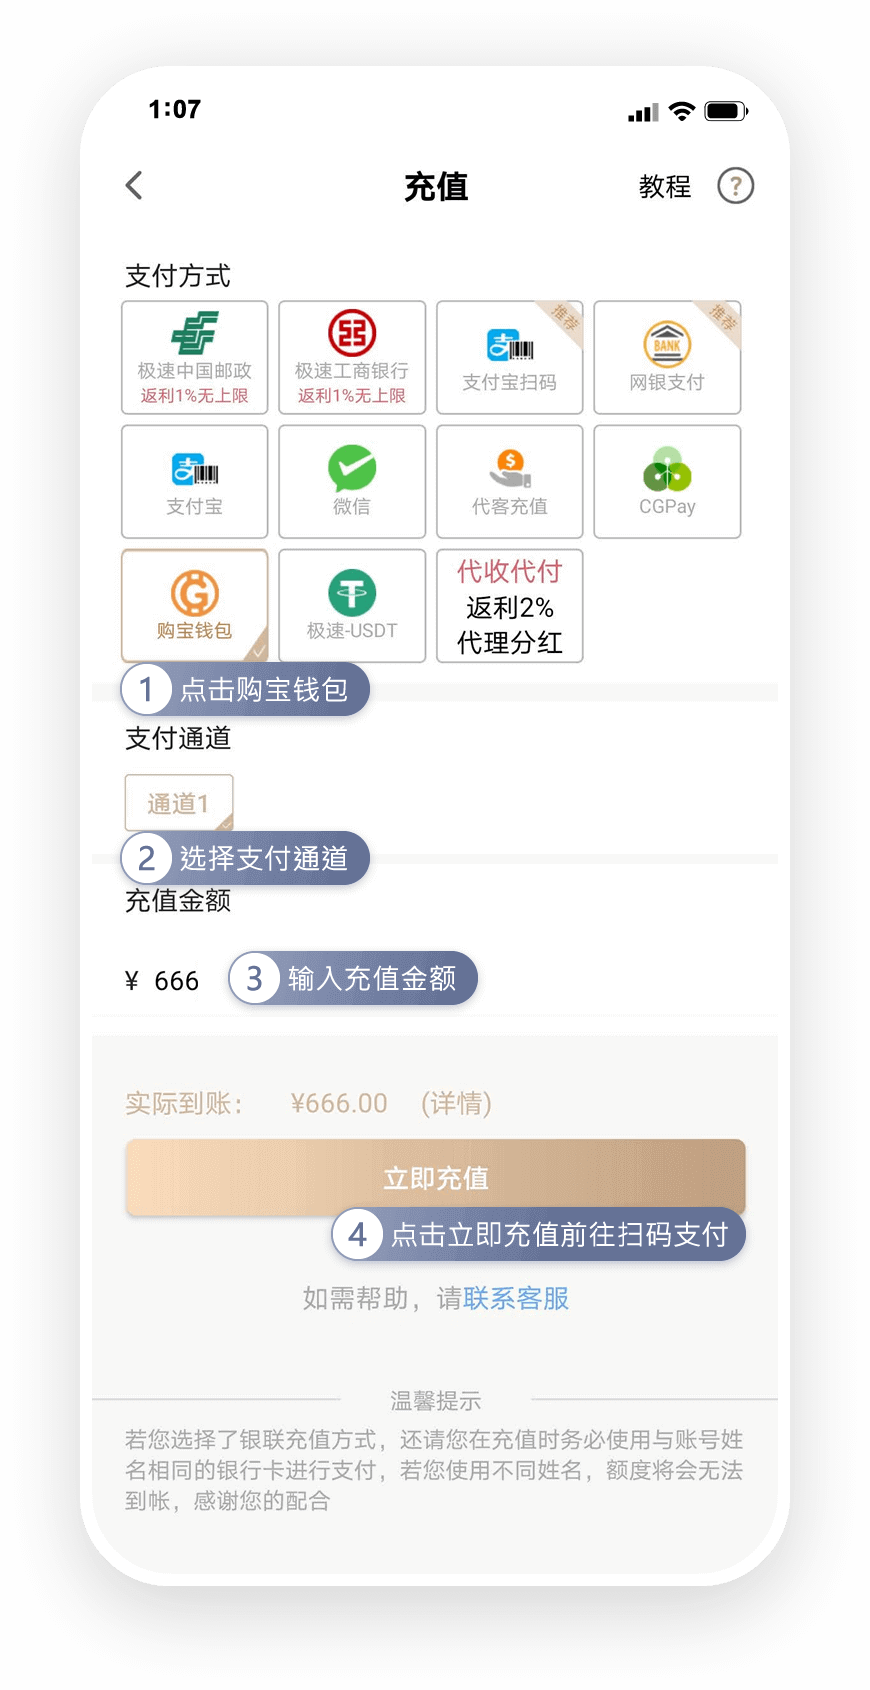 1:07
充值
教程
?
支付方式
极速中国邮政
返利1%无上限
极速工商银行
返利1%无上限
推荐
支付宝扫码
推荐
BANK
网银支付
支付宝
微信
代客充值
CGPay
购宝钱包
极速-USDT
代收代付
返利2%
代理分红
1 点击购宝钱包
支付通道
通道1
2 选择支付通道
充值金额
¥ 666
3 输入充值金额
实际到账: ¥666.00 (详情)
立即充值
4 点击立即充值前往扫码支付
如需帮助，请联系客服
温馨提示
若您选择了银联充值方式，还请您在充值时务必使用与账号姓
名相同的银行卡进行支付，若您使用不同姓名，额度将会无法
到帐，感谢您的配合